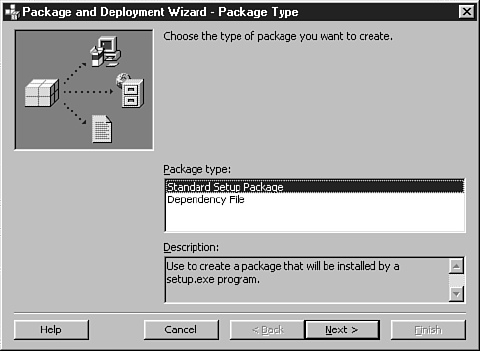 Package and Deployment Wizard - Package Type
Choose the type of package you want to create.
Package type:
Standard Setup Package
Dependency File
Description:
Use to create a package that will be installed by a
setup.exe program.
Help
Cancel
< Back
Next >
Finish